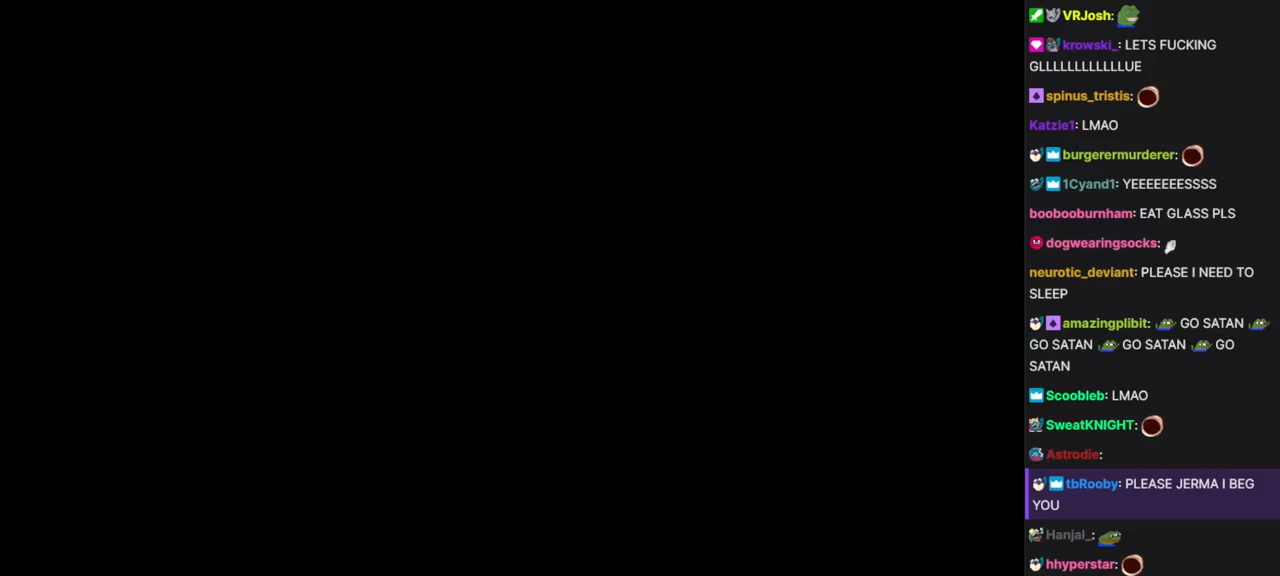 VRJosh:
krowski_: LETS FUCKING
GLLLLLLLLLLLLUE
spinus_tristis:
Katzie1: LMAO
burgerermurderer:
1Cyand1: YEEEEEEESSSS
boobooburnham: EAT GLASS PLS
dogwearingsocks:
neurotic_deviant: PLEASE I NEED TO
SLEEP
amazingplibit: GO SATAN
GO SATAN GO SATAN GO
SATAN
Scoobleb: LMAO
SweatKNIGHT:
Astrodie:
tbRooby: PLEASE JERMA I BEG
YOU
Hanjal_:
hhyperstar: